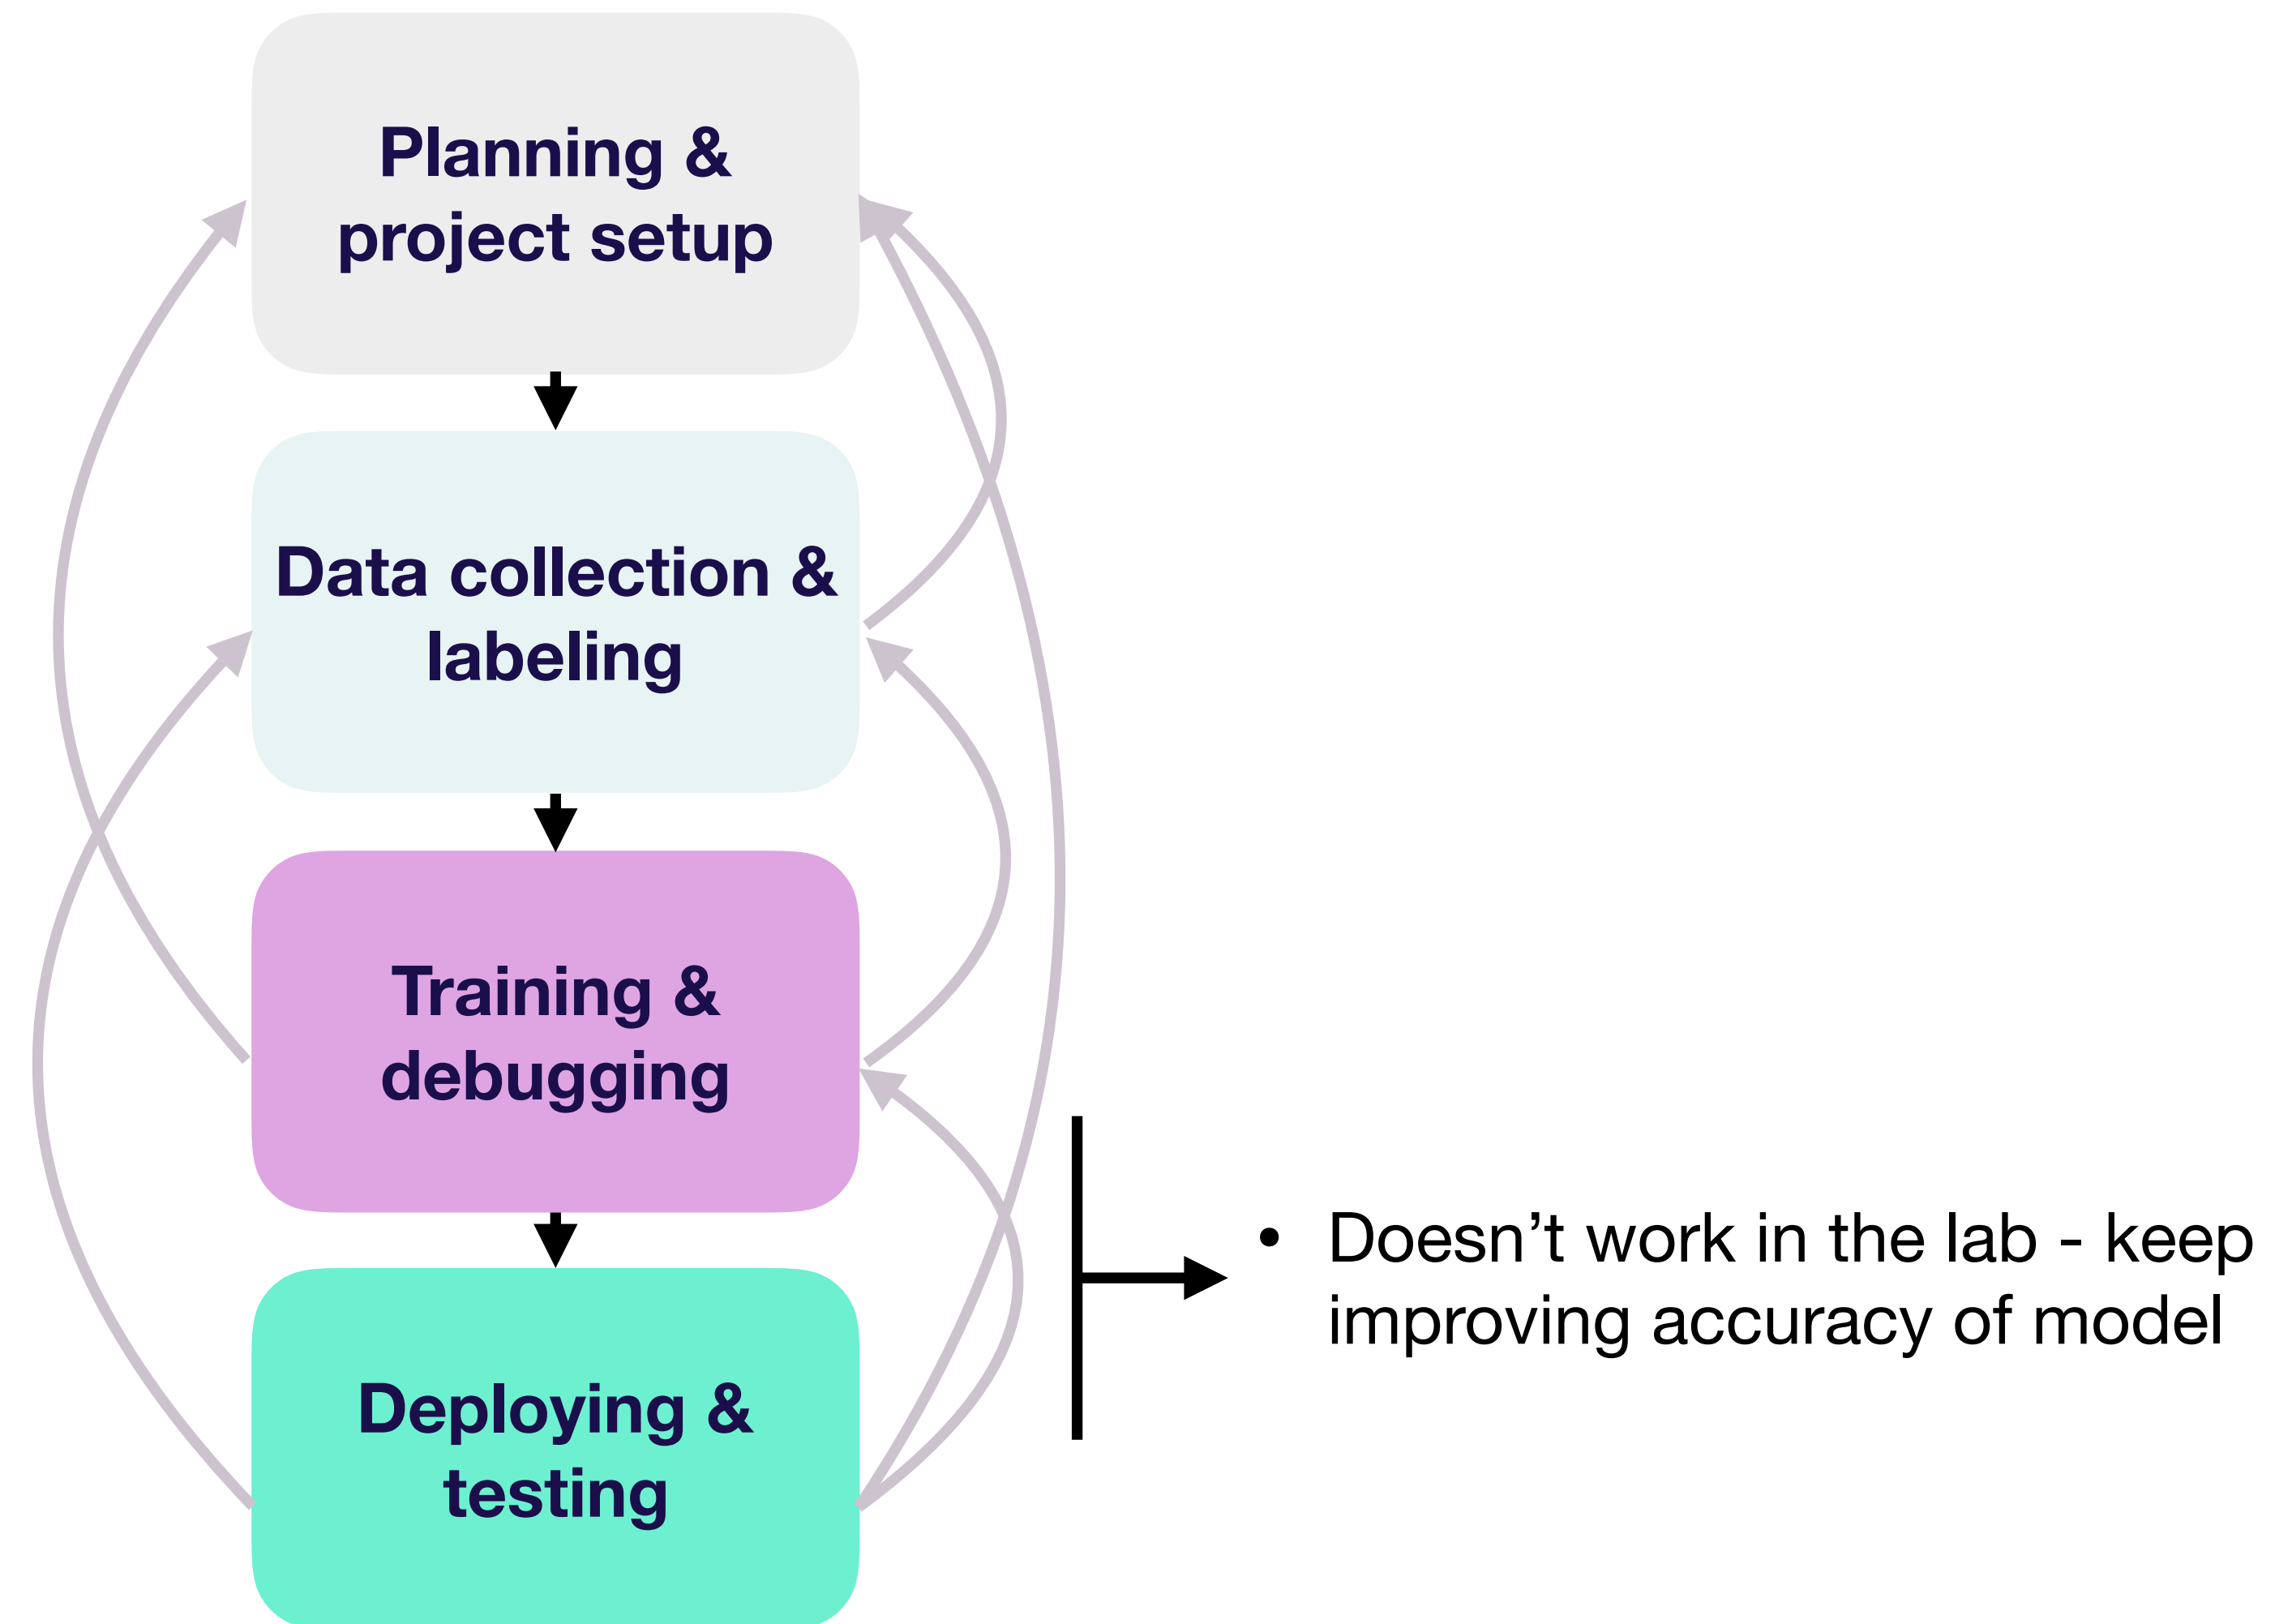 Planning &
project setup
Data collection &
labeling
Training &
debugging
Deploying &
testing
• Doesn’t work in the lab - keep
improving accuracy of model